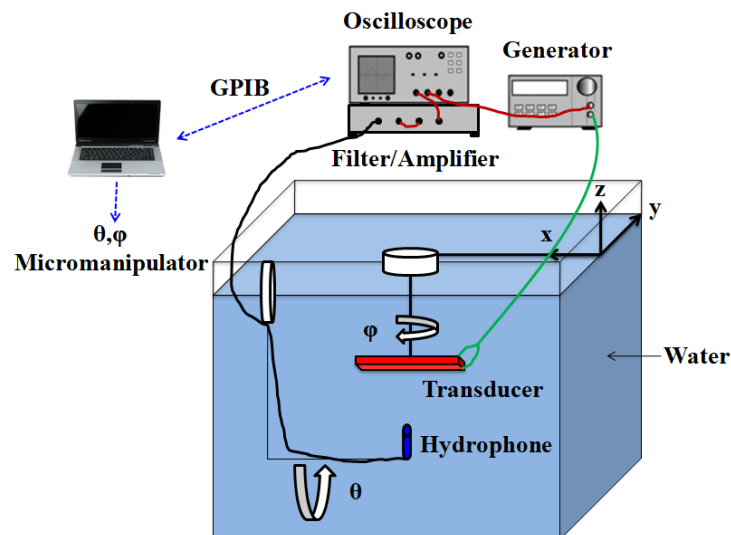 Oscilloscope
Generator
GPIB
Filter/Amplifier
θ,φ
Micromanipulator
z
y
x
φ
Water
Transducer
Hydrophone
θ